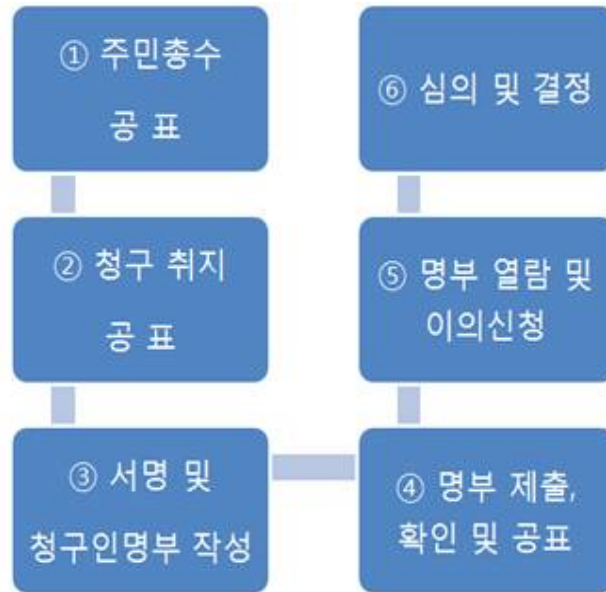 ① 주민총수
공 표
② 청구 취지
공 표
③ 서명 및
청구인명부 작성
④ 명부 제출,
확인 및 공표
⑤ 명부 열람 및
이의신청
⑥ 심의 및 결정